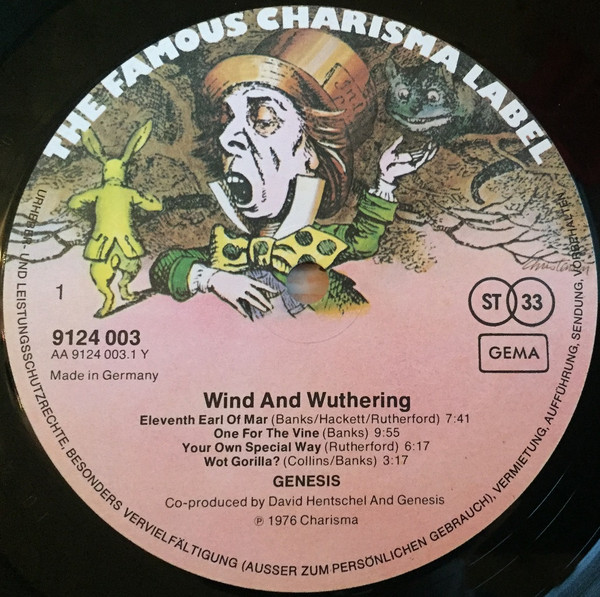 THE FAMOUS CHARISMA LABEL
1
ST 33
9124 003
AA 9124 003.1 Y
GEMA
Made in Germany
Wind And Wuthering
Eleventh Earl Of Mar (Banks/Hackett/Rutherford) 7:41
One For The Vine (Banks) 9:55
Your Own Special Way (Rutherford) 6:17
Wot Gorilla? (Collins/Banks) 3:17
GENESIS
Co-produced by David Hentschel And Genesis
℗ 1976 Charisma
URHEBER- UND LEISTUNGSSCHUTZRECHTE, BESONDERS VERVIELFÄLTIGUNG (AUSSER ZUM PERSÖNLICHEN GEBRAUCH), VERMIETUNG, AUFFÜHRUNG, SENDUNG, VORBEHALTEN